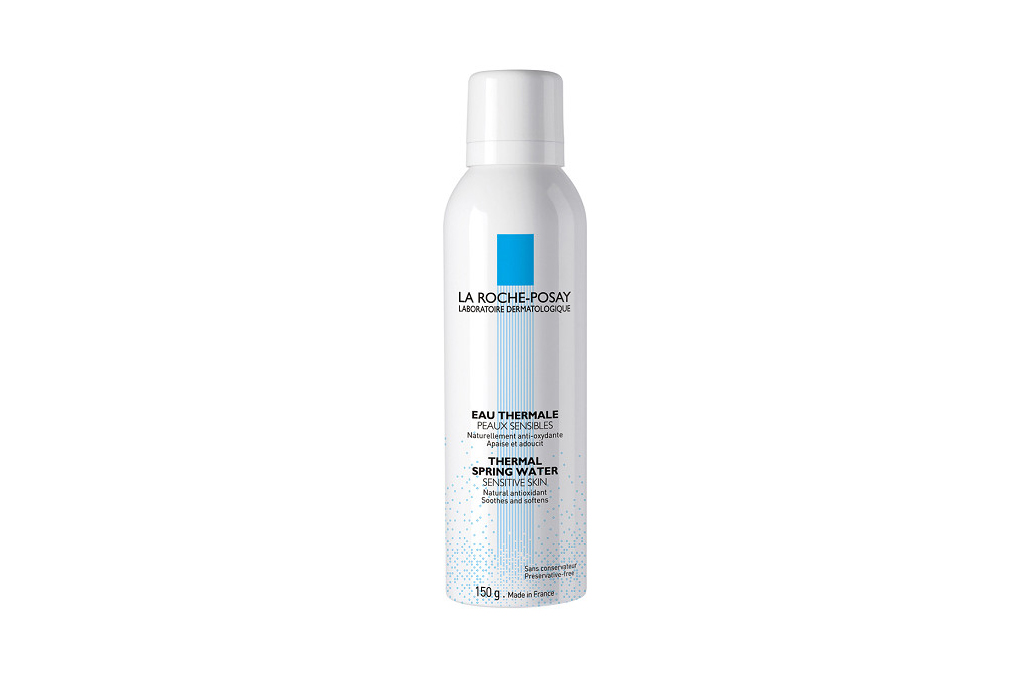 LA ROCHE-POSAY
LABORATOIRE DERMATOLOGIQUE
EAU THERMALE
PEAUX SENSIBLES
Naturellement anti-oxydante
Apaise et adoucit
THERMAL
SPRING WATER
SENSITIVE SKIN
Natural antioxidant
Soothes and softens
Sans conservateur
Preservative-free
150 g . Made in France